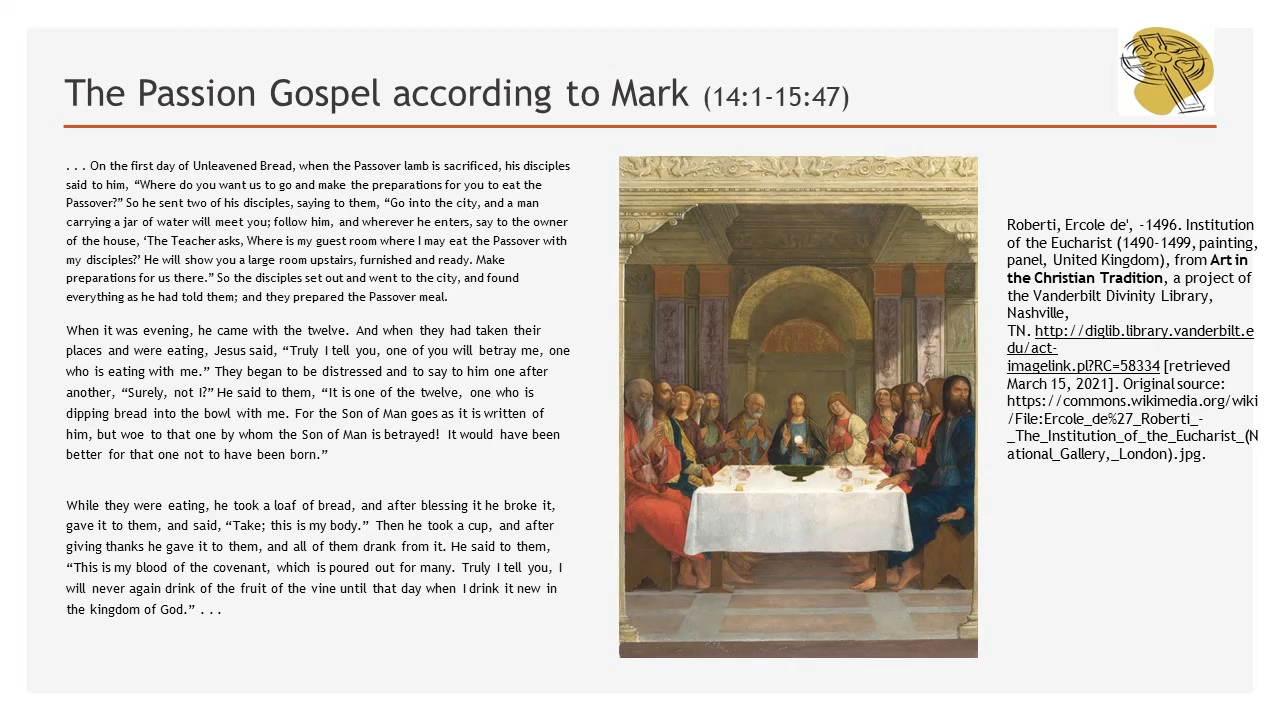 The Passion Gospel according to Mark (14:1-15:47)
. . . On the first day of Unleavened Bread, when the Passover lamb is sacrificed, his disciples
said to him, “Where do you want us to go and make the preparations for you to eat the
Passover?” So he sent two of his disciples, saying to them, “Go into the city, and a man
carrying a jar of water will meet you; follow him, and wherever he enters, say to the owner
of the house, ‘The Teacher asks, Where is my guest room where I may eat the Passover with
my disciples?’ He will show you a large room upstairs, furnished and ready. Make
preparations for us there.” So the disciples set out and went to the city, and found
everything as he had told them; and they prepared the Passover meal.
When it was evening, he came with the twelve. And when they had taken their
places and were eating, Jesus said, “Truly I tell you, one of you will betray me, one
who is eating with me.” They began to be distressed and to say to him one after
another, “Surely, not I?” He said to them, “It is one of the twelve, one who is
dipping bread into the bowl with me. For the Son of Man goes as it is written of
him, but woe to that one by whom the Son of Man is betrayed! It would have been
better for that one not to have been born.”
While they were eating, he took a loaf of bread, and after blessing it he broke it,
gave it to them, and said, “Take; this is my body.” Then he took a cup, and after
giving thanks he gave it to them, and all of them drank from it. He said to them,
“This is my blood of the covenant, which is poured out for many. Truly I tell you, I
will never again drink of the fruit of the vine until that day when I drink it new in
the kingdom of God.” . . .
Roberti, Ercole de', -1496. Institution
of the Eucharist (1490-1499, painting,
panel, United Kingdom), from Art in
the Christian Tradition, a project of
the Vanderbilt Divinity Library,
Nashville,
TN. http://diglib.library.vanderbilt.e
du/act-
imagelink.pl?RC=58334 [retrieved
March 15, 2021]. Original source:
https://commons.wikimedia.org/wiki
/File:Ercole_de%27_Roberti_-
_The_Institution_of_the_Eucharist_(N
ational_Gallery,_London).jpg.